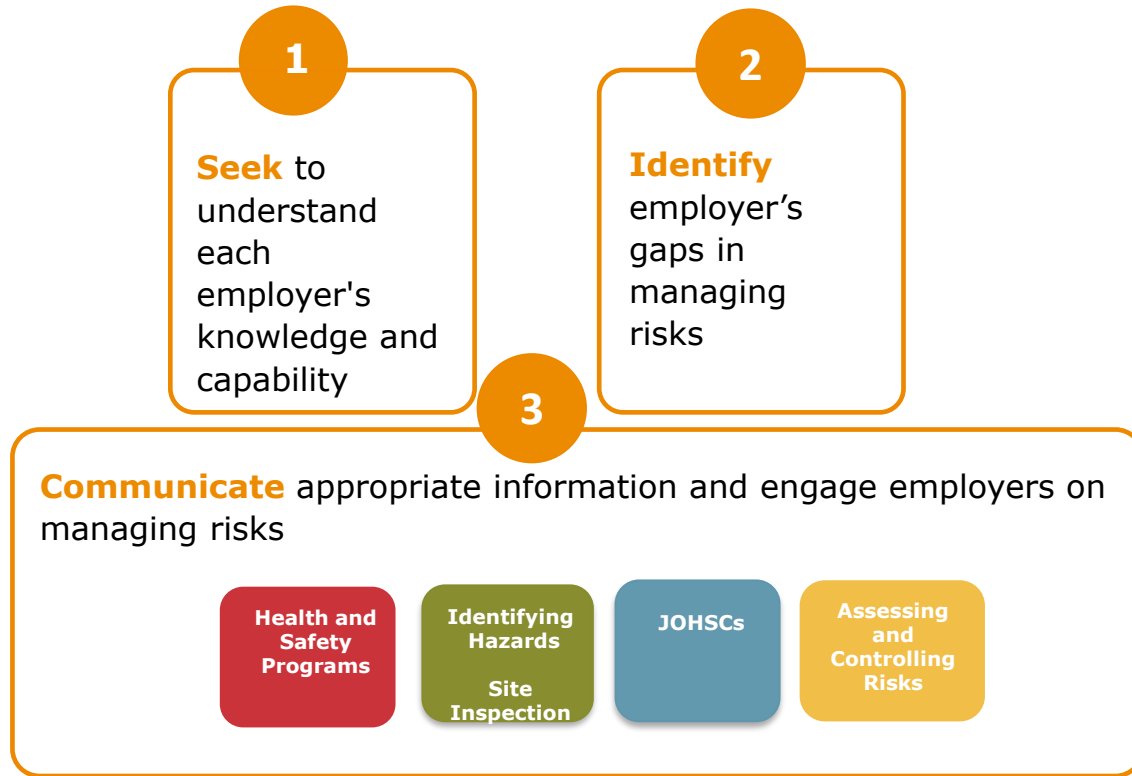 1
Seek to
understand
each
employer's
knowledge and
capability
2
Identify
employer’s
gaps in
managing
risks
3
Communicate appropriate information and engage employers on
managing risks
Health and
Safety
Programs
Identifying
Hazards
Site
Inspection
JOHSCs
Assessing
and
Controlling
Risks